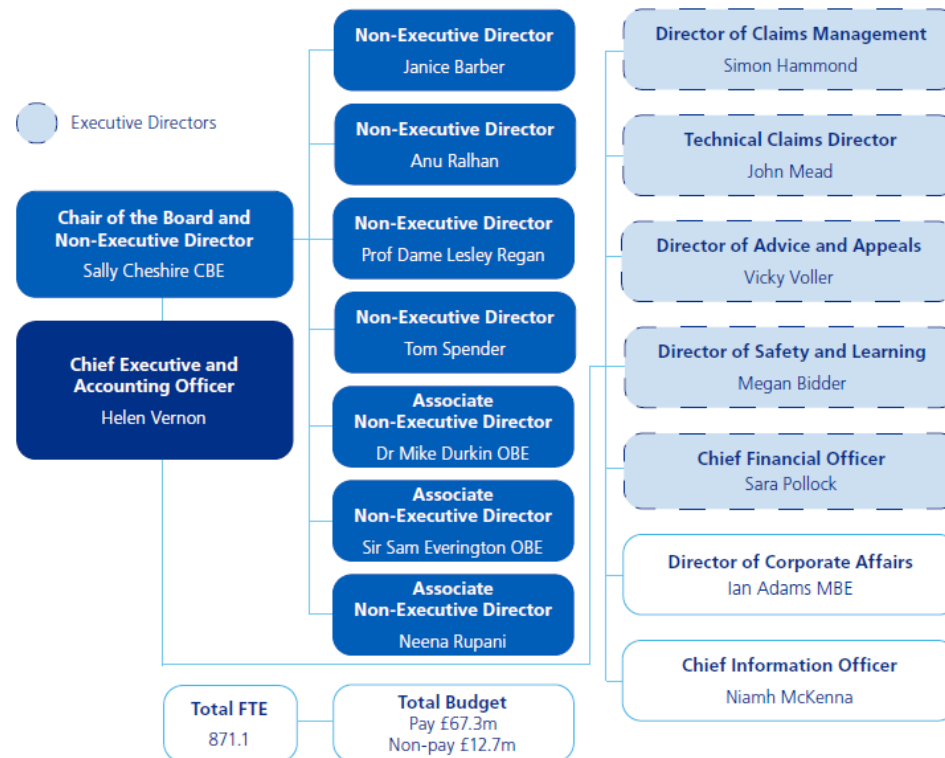 Executive Directors
Chair of the Board and
Non-Executive Director
Sally Cheshire CBE
Chief Executive and
Accounting Officer
Helen Vernon
Non-Executive Director
Janice Barber
Non-Executive Director
Anu Ralhan
Non-Executive Director
Prof Dame Lesley Regan
Non-Executive Director
Tom Spender
Associate
Non-Executive Director
Dr Mike Durkin OBE
Associate
Non-Executive Director
Sir Sam Everington OBE
Associate
Non-Executive Director
Neena Rupani
Director of Claims Management
Simon Hammond
Technical Claims Director
John Mead
Director of Advice and Appeals
Vicky Voller
Director of Safety and Learning
Megan Bidder
Chief Financial Officer
Sara Pollock
Director of Corporate Affairs
Ian Adams MBE
Chief Information Officer
Niamh McKenna
Total FTE
871.1
Total Budget
Pay £67.3m
Non-pay £12.7m